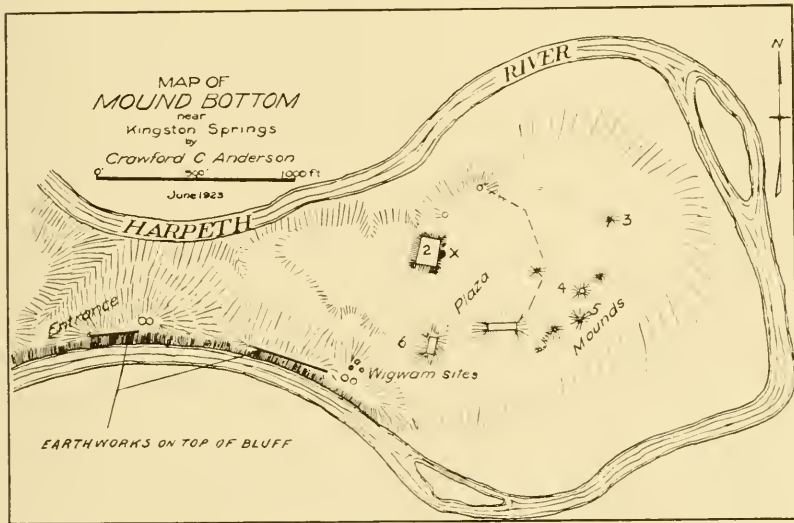 MAP OF
MOUND BOTTOM
near
Kingston Springs
by
Crawford C Anderson
0' 500' 1000 ft
June 1923
N
HARPETH
RIVER
Entrance
2
X
3
4
5
6
Plaza
Mounds
Wigwam sites
EARTHWORKS ON TOP OF BLUFF